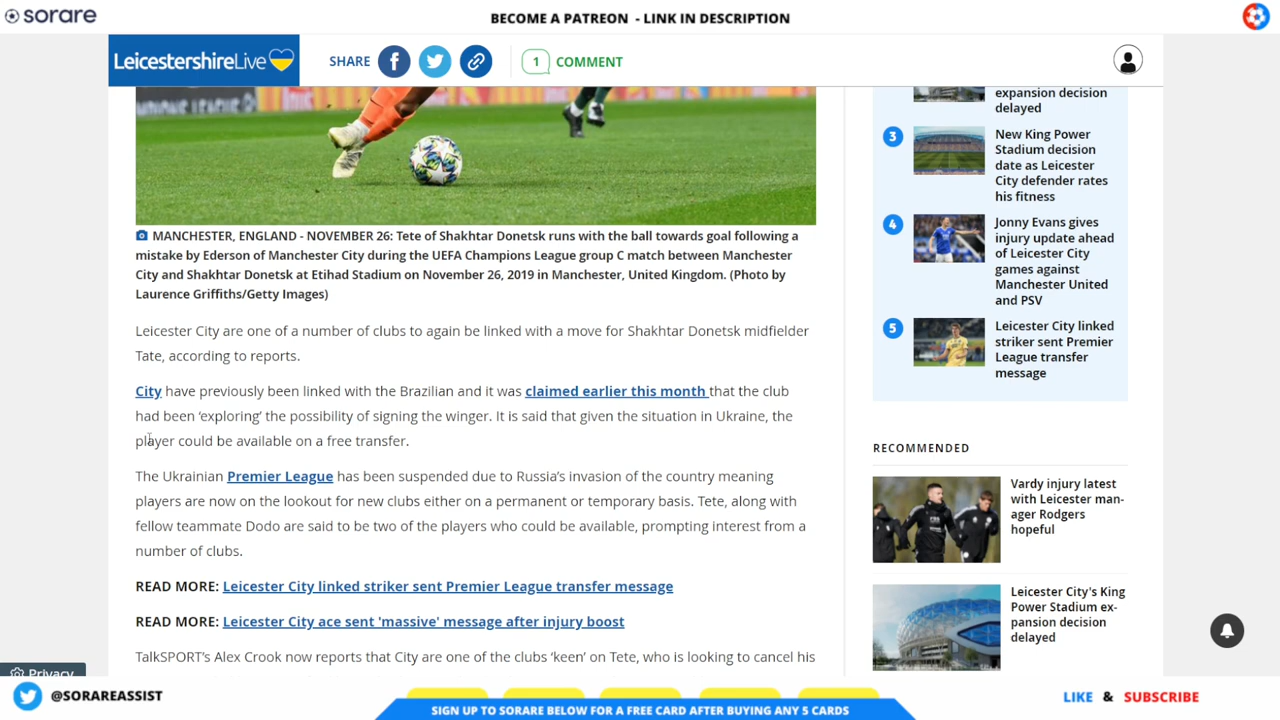 sorare
BECOME A PATREON - LINK IN DESCRIPTION
LeicestershireLive
SHARE
1 COMMENT
MANCHESTER, ENGLAND - NOVEMBER 26: Tete of Shakhtar Donetsk runs with the ball towards goal following a
mistake by Ederson of Manchester City during the UEFA Champions League group C match between Manchester
City and Shakhtar Donetsk at Etihad Stadium on November 26, 2019 in Manchester, United Kingdom. (Photo by
Laurence Griffiths/Getty Images)
Leicester City are one of a number of clubs to again be linked with a move for Shakhtar Donetsk midfielder
Tate, according to reports.
City have previously been linked with the Brazilian and it was claimed earlier this month that the club
had been ‘exploring’ the possibility of signing the winger. It is said that given the situation in Ukraine, the
player could be available on a free transfer.
The Ukrainian Premier League has been suspended due to Russia’s invasion of the country meaning
players are now on the lookout for new clubs either on a permanent or temporary basis. Tete, along with
fellow teammate Dodo are said to be two of the players who could be available, prompting interest from a
number of clubs.
READ MORE: Leicester City linked striker sent Premier League transfer message
READ MORE: Leicester City ace sent 'massive' message after injury boost
TalkSPORT’s Alex Crook now reports that City are one of the clubs ‘keen’ on Tete, who is looking to cancel his
expansion decision
delayed
3
New King Power
Stadium decision
date as Leicester
City defender rates
his fitness
4
Jonny Evans gives
injury update ahead
of Leicester City
games against
Manchester United
and PSV
5
Leicester City linked
striker sent Premier
League transfer
message
RECOMMENDED
Vardy injury latest
with Leicester man-
ager Rodgers
hopeful
Leicester City's King
Power Stadium ex-
pansion decision
delayed
Privacy
@SORAREASSIST
SIGN UP TO SORARE BELOW FOR A FREE CARD AFTER BUYING ANY 5 CARDS
LIKE & SUBSCRIBE